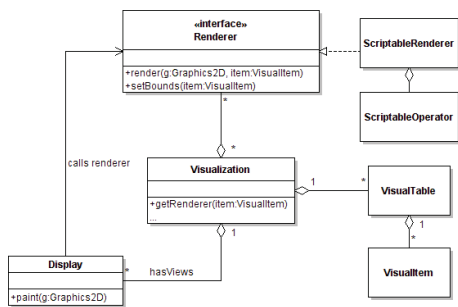 «interface»
Renderer
+render(g:Graphics2D, item:VisualItem)
+setBounds(item:VisualItem)
ScriptableRenderer
ScriptableOperator
*
*
calls renderer
Visualization
+getRenderer(item:VisualItem)
...
1
*
VisualTable
1
1
*
hasViews
*
VisualItem
Display
+paint(g:Graphics2D)